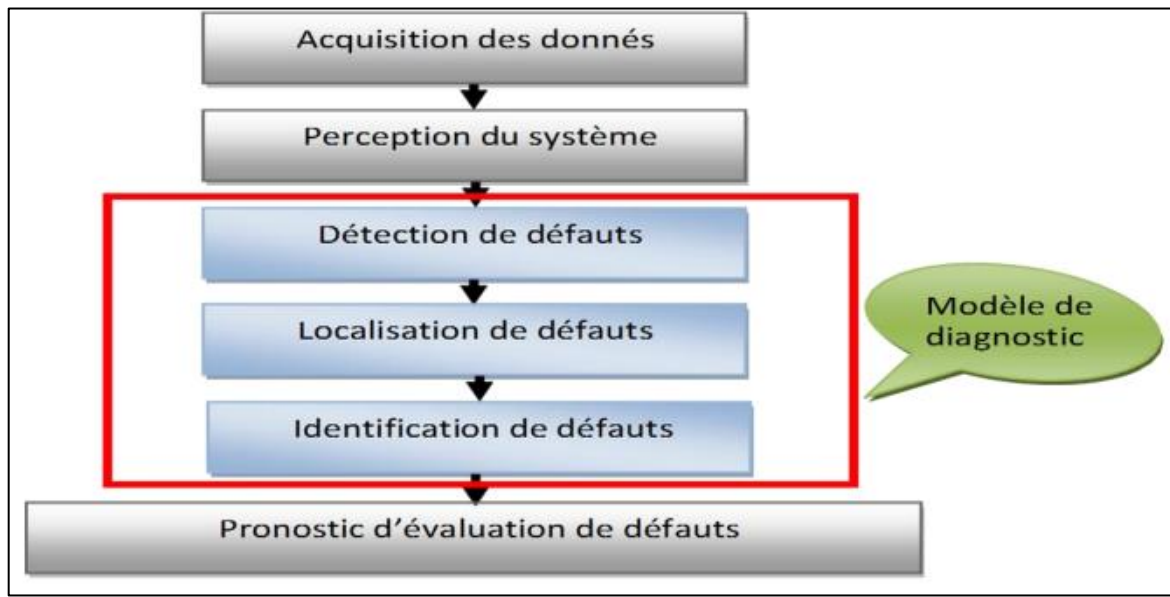 Acquisition des donnés
Perception du système
Détection de défauts
Localisation de défauts
Identification de défauts
Modèle de
diagnostic
Pronostic d’évaluation de défauts